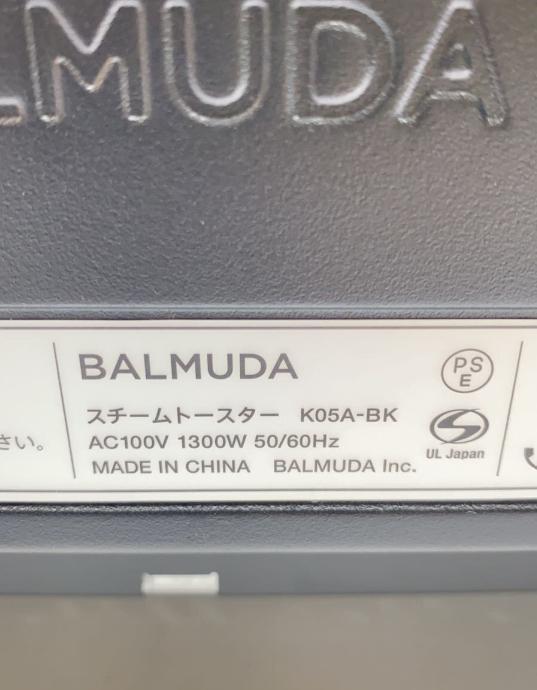 LMUDA
BALMUDA
PS
E
スチームトースター K05A-BK
さい。
AC100V 1300W 50/60Hz
UL Japan
MADE IN CHINA BALMUDA Inc.